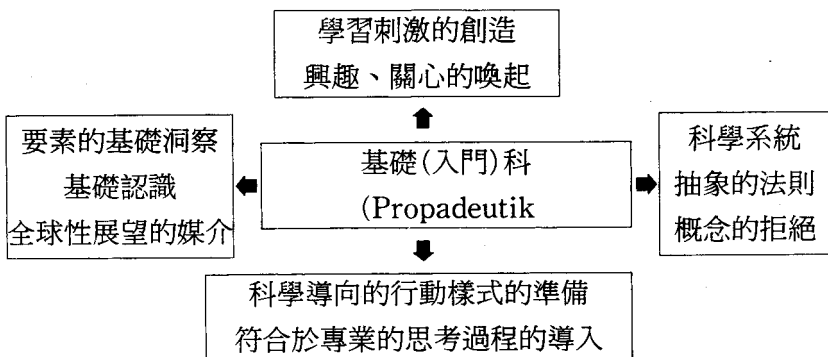 學習刺激的創造
興趣、關心的喚起
要素的基礎洞察
基礎認識
全球性展望的媒介
基礎(入門)科
(Propadeutik
科學系統
抽象的法則
概念的拒絕
科學導向的行動樣式的準備
符合於專業的思考過程的導入